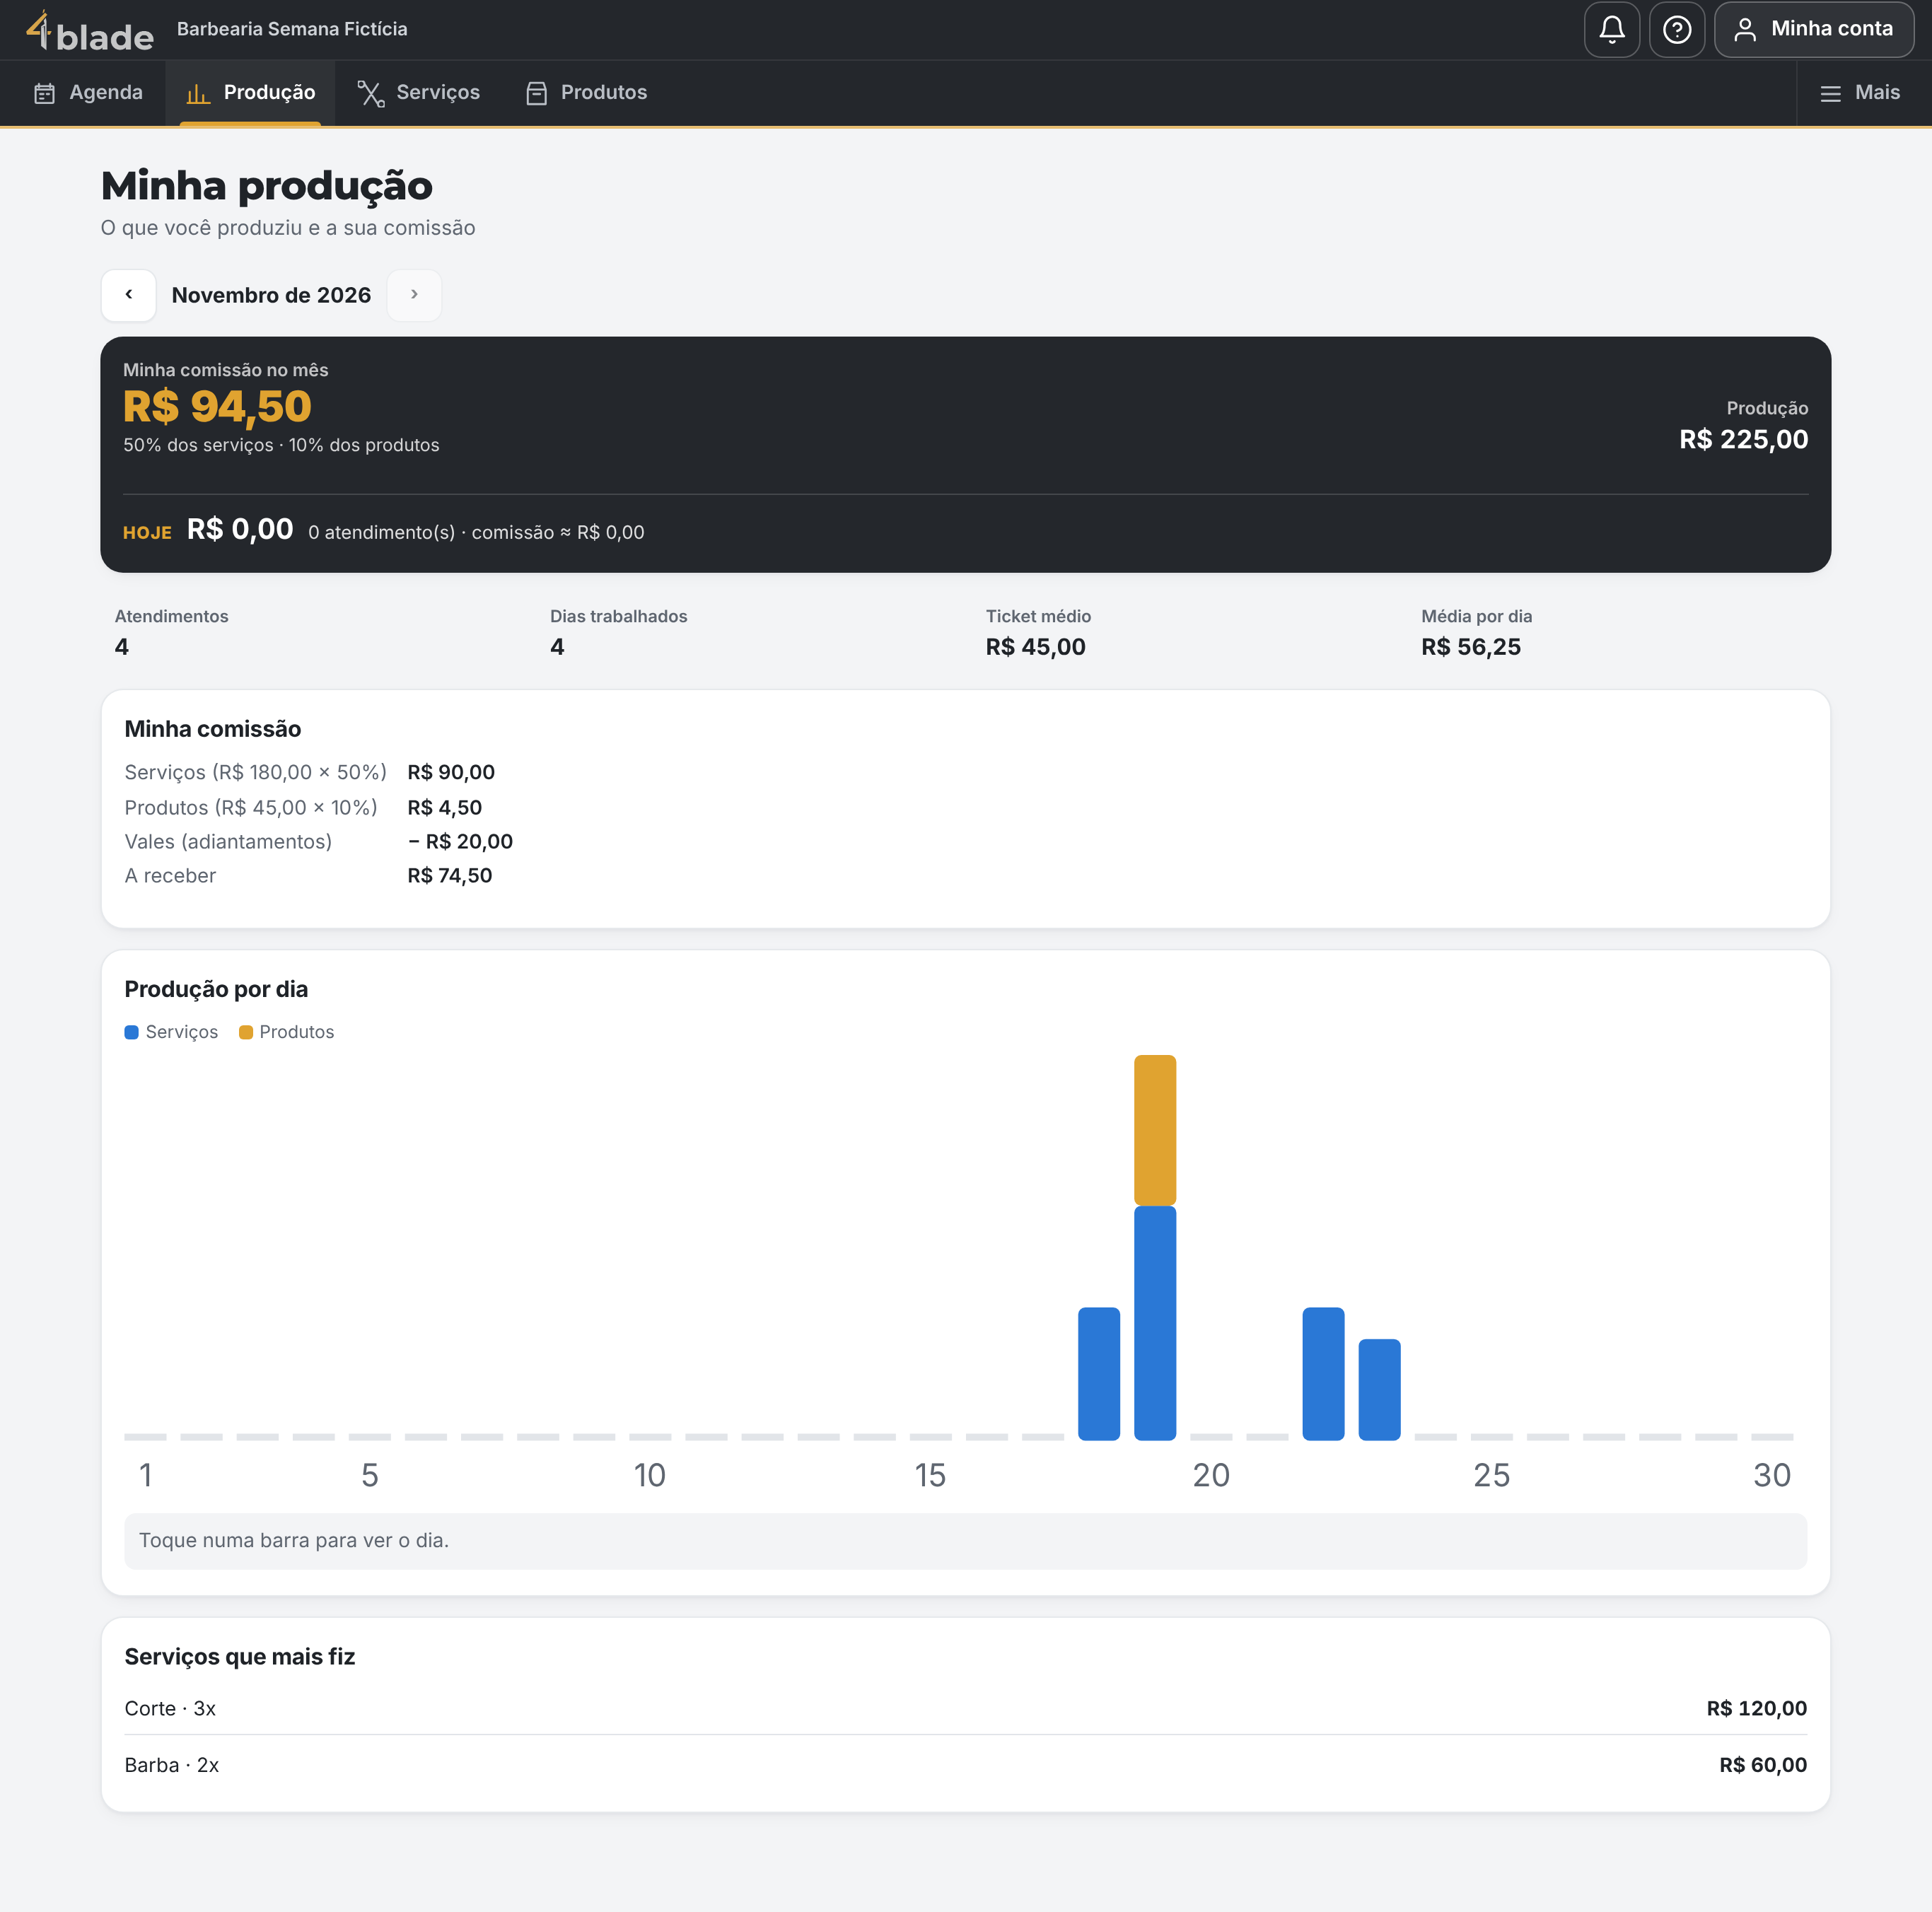 4blade
Barbearia Semana Fictícia
Minha conta
Agenda
Produção
Serviços
Produtos
Mais
Minha produção
O que você produziu e a sua comissão
‹ Novembro de 2026 ›
Minha comissão no mês
R$ 94,50
50% dos serviços · 10% dos produtos
Produção
R$ 225,00
HOJE R$ 0,00 0 atendimento(s) · comissão ≈ R$ 0,00
Atendimentos
4
Dias trabalhados
4
Ticket médio
R$ 45,00
Média por dia
R$ 56,25
Minha comissão
Serviços (R$ 180,00 × 50%) R$ 90,00
Produtos (R$ 45,00 × 10%) R$ 4,50
Vales (adiantamentos) − R$ 20,00
A receber R$ 74,50
Produção por dia
Serviços Produtos
1 5 10 15 20 25 30
Toque numa barra para ver o dia.
Serviços que mais fiz
Corte · 3x R$ 120,00
Barba · 2x R$ 60,00